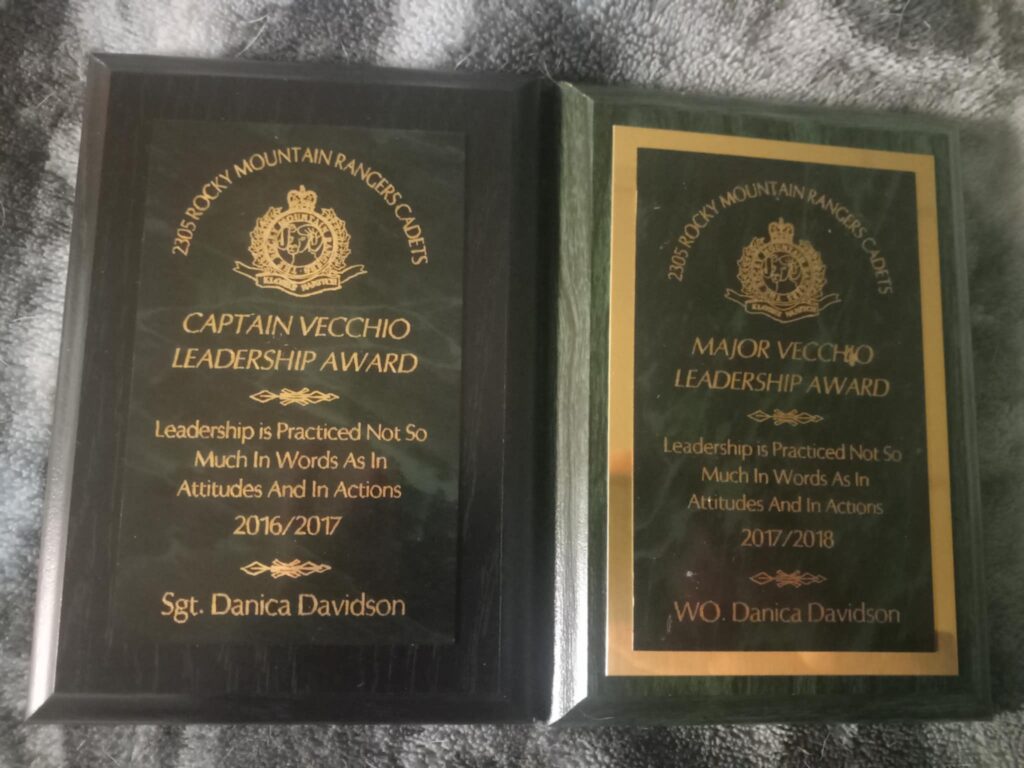 2305 ROCKY MOUNTAIN RANGERS CADETS
CAPTAIN VECCHIO
LEADERSHIP AWARD
Leadership is Practiced Not So
Much In Words As In
Attitudes And In Actions
2016/2017
Sgt. Danica Davidson
2305 ROCKY MOUNTAIN RANGERS CADETS
MAJOR VECCHIO
LEADERSHIP AWARD
Leadership is Practiced Not So
Much In Words As In
Attitudes And In Actions
2017/2018
WO. Danica Davidson